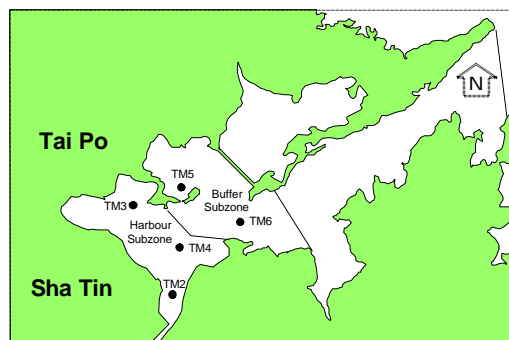 N
Tai Po
TM5
Buffer
Subzone
TM3
TM6
Harbour
Subzone
TM4
Sha Tin
TM2